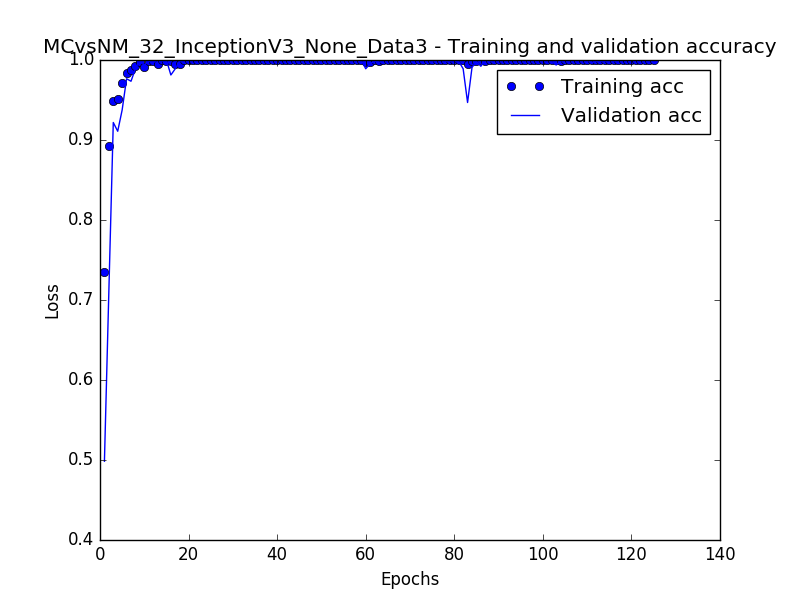 MCvsNM_32_InceptionV3_None_Data3 - Training and validation accuracy
1.0
0.9
0.8
0.7
0.6
0.5
0.4
Loss
Training acc
Validation acc
0 20 40 60 80 100 120 140
Epochs